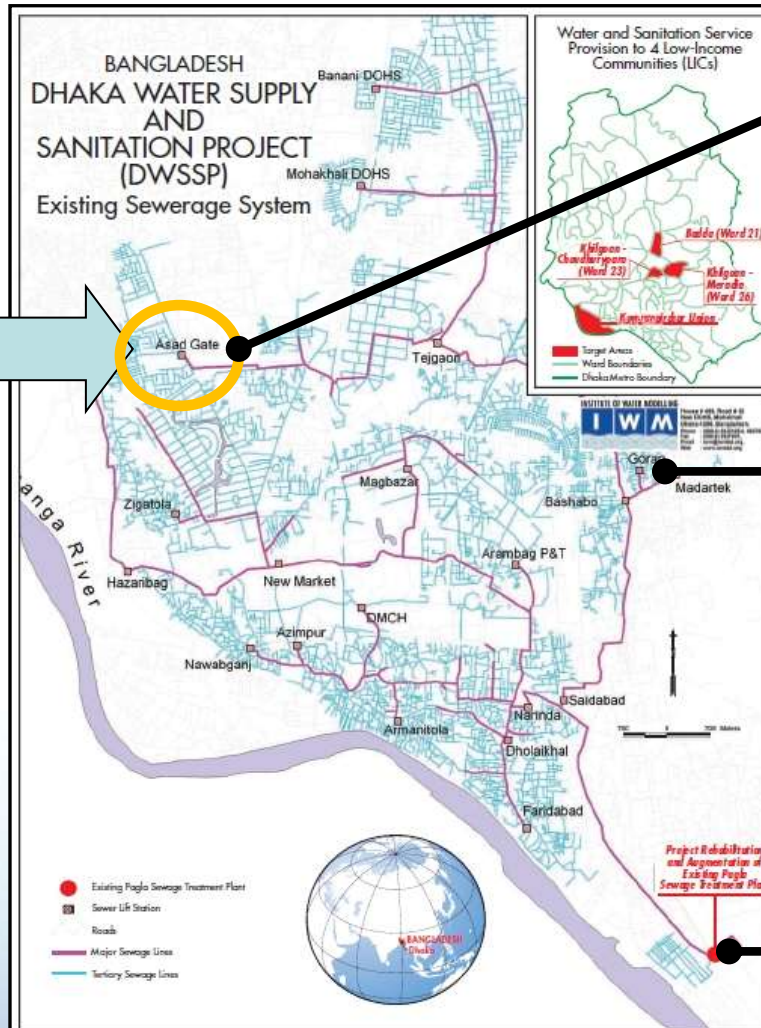 BANGLADESH
DHAKA WATER SUPPLY
AND
SANITATION PROJECT
(DWSSP)
Existing Sewerage System
Water and Sanitation Service
Provision to 4 Low-Income
Communities (LICs)
Badda (Ward 21)
Khilgaon -
(Ward 23)
Khilgaon -
Meradia
(Ward 26)
Target Areas
Ward Boundaries
Dhaka Metro Boundary
INSTITUTE OF WATER MODELLING
I W M
Banani DOHS
Mohakhali DOHS
Asad Gate
Tejgaon
Goran
Madartek
Magbazar
Bashabo
Zigatola
Arambag P&T
anga River
Hazaribag
New Market
DMCH
Azimpur
Nawabganj
Saidabad
Narinda
Armanitola
Dholaikhal
Faridabad
Project Rehabilitation
and Augmentation of
Existing Pagla
Sewage Treatment Pla
Existing Pagla Sewage Treatment Plant
Sewer Lift Station
Roads
Major Sewage Lines
Tertiary Sewage Lines
BANGLADESH
Dhaka